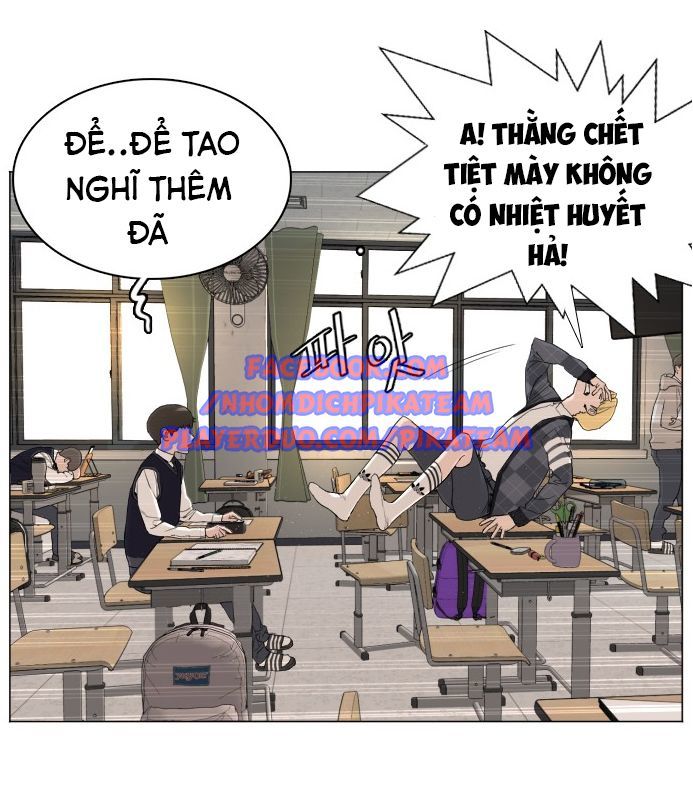 ĐỂ..ĐỂ TAO
NGHĨ THÊM
ĐÃ
A! THẰNG CHẾT
TIỆT MÀY KHÔNG
CÓ NHIỆT HUYẾT
HẢ!
파앗
FACEBOOK.COM
/NHOMDICHPIKATEAM
PLAYERDUO.COM/PIKATEAM